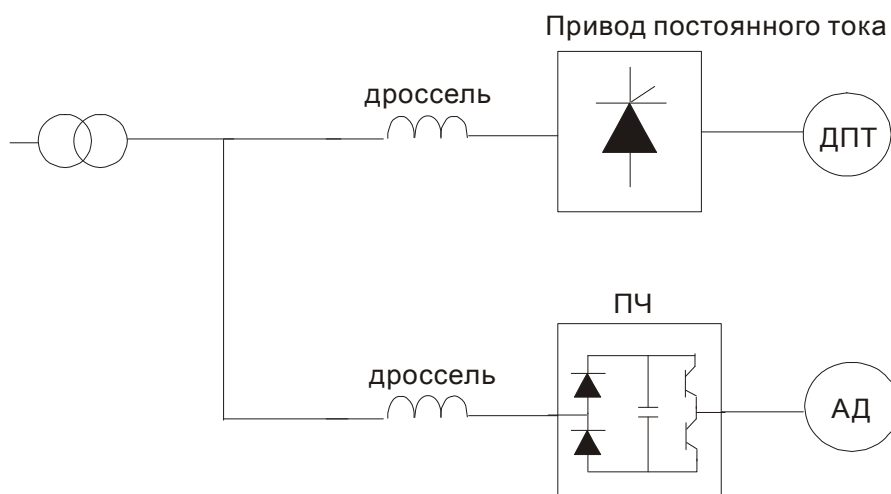 Привод постоянного тока
дроссель
ДПТ
ПЧ
дроссель
АД